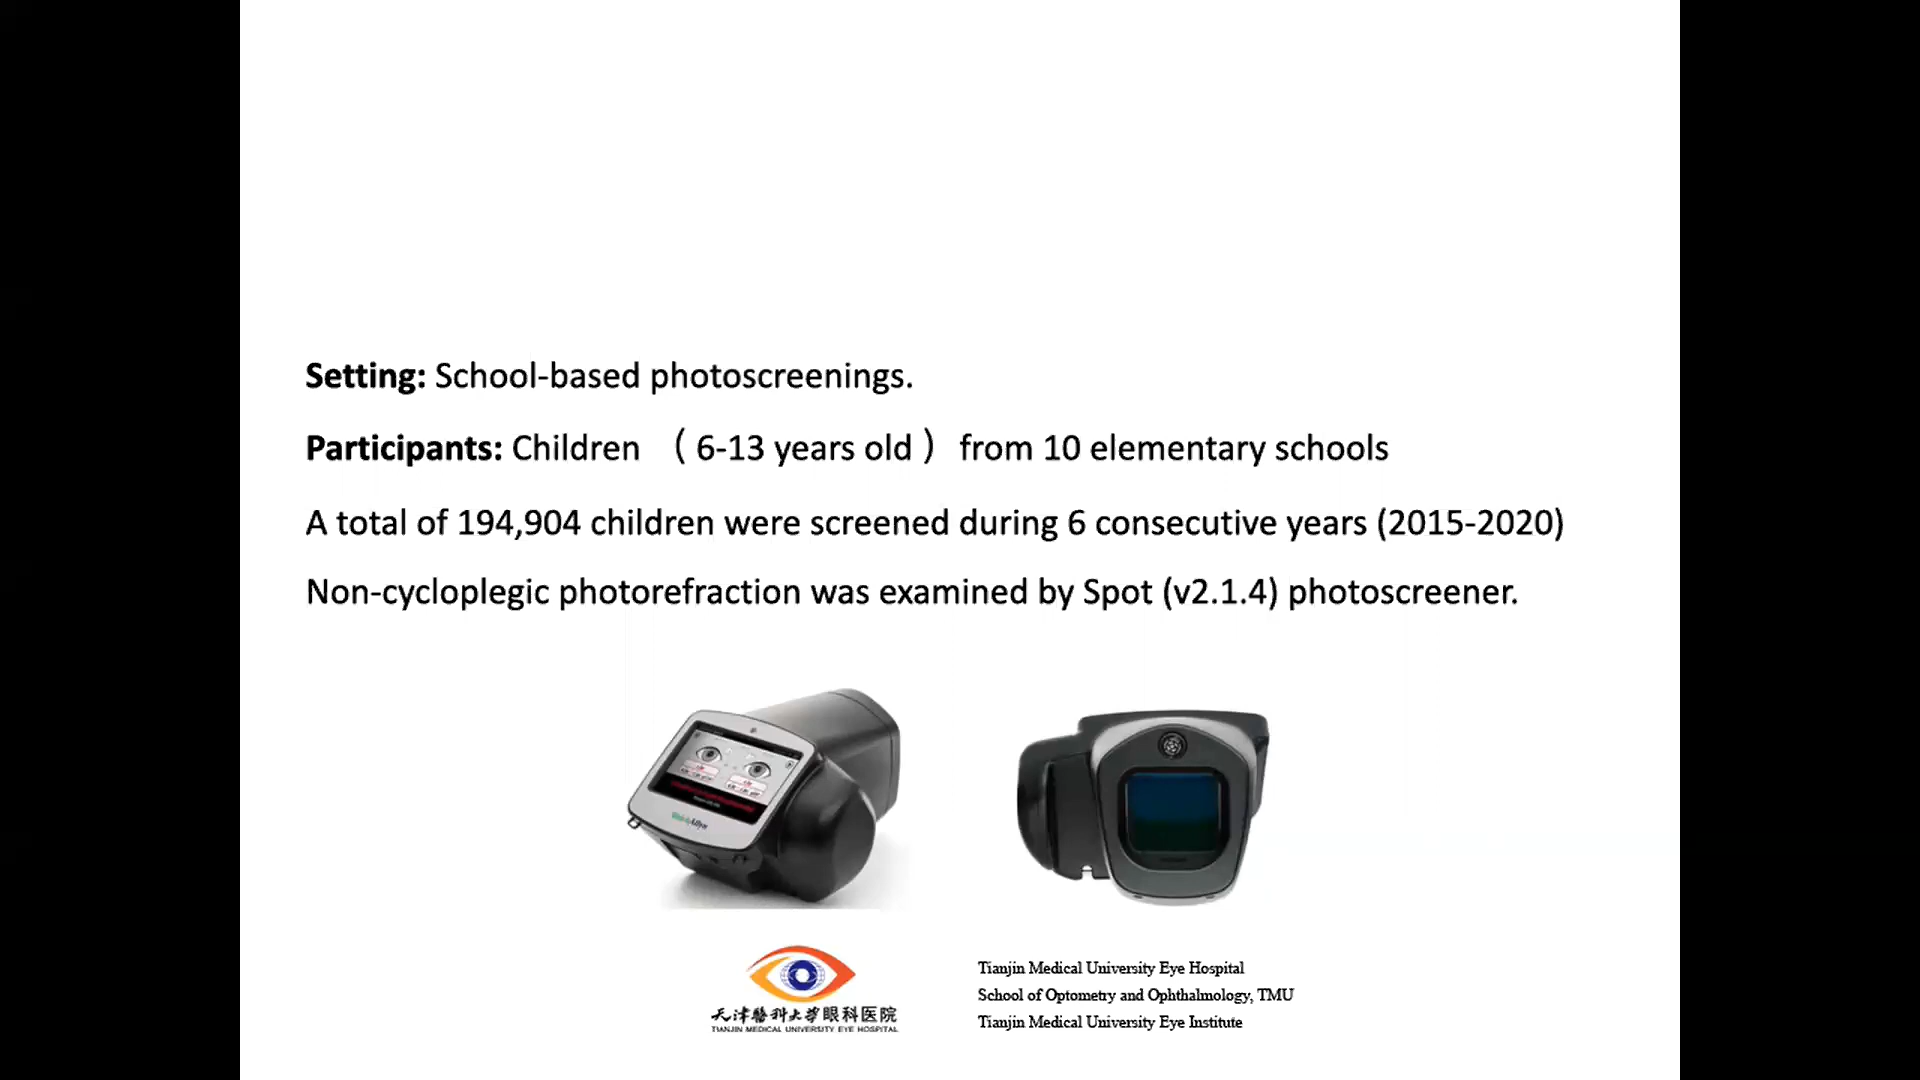 Setting: School-based photoscreenings.
Participants: Children （6-13 years old） from 10 elementary schools
A total of 194,904 children were screened during 6 consecutive years (2015-2020)
Non-cycloplegic photorefraction was examined by Spot (v2.1.4) photoscreener.
WelchAllyn
天津医科大学眼科医院
TIANJIN MEDICAL UNIVERSITY EYE HOSPITAL
Tianjin Medical University Eye Hospital
School of Optometry and Ophthalmology, TMU
Tianjin Medical University Eye Institute